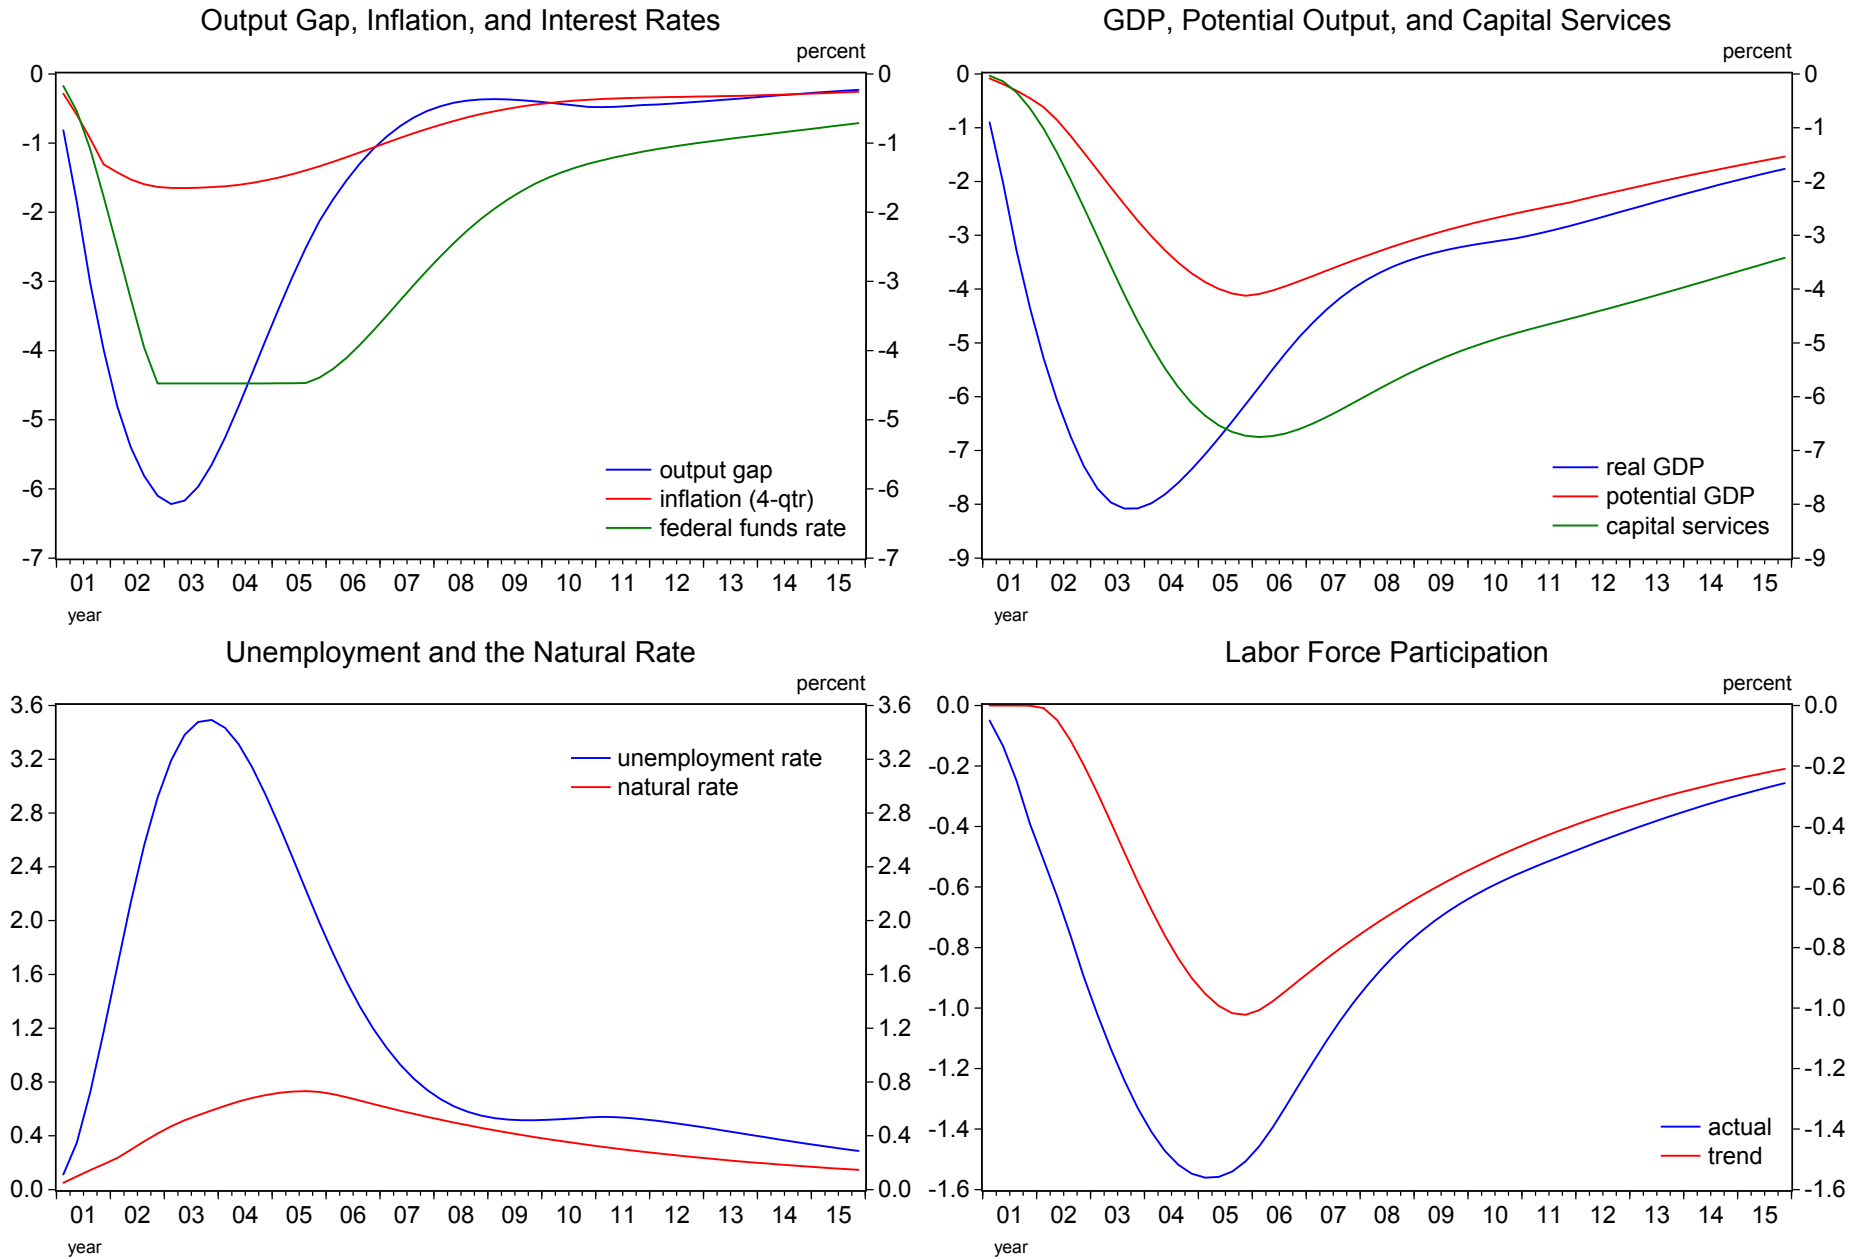 Output Gap, Inflation, and Interest Rates
percent
0 0
-1 -1
-2 -2
-3 -3
-4 -4
-5 -5
-6 -6
-7 -7
output gap
inflation (4-qtr)
federal funds rate
01 02 03 04 05 06 07 08 09 10 11 12 13 14 15
year
GDP, Potential Output, and Capital Services
percent
0 0
-1 -1
-2 -2
-3 -3
-4 -4
-5 -5
-6 -6
-7 -7
-8 -8
-9 -9
real GDP
potential GDP
capital services
01 02 03 04 05 06 07 08 09 10 11 12 13 14 15
year
Unemployment and the Natural Rate
percent
3.6 3.6
3.2 3.2
2.8 2.8
2.4 2.4
2.0 2.0
1.6 1.6
1.2 1.2
0.8 0.8
0.4 0.4
0.0 0.0
unemployment rate
natural rate
01 02 03 04 05 06 07 08 09 10 11 12 13 14 15
year
Labor Force Participation
percent
0.0 0.0
-0.2 -0.2
-0.4 -0.4
-0.6 -0.6
-0.8 -0.8
-1.0 -1.0
-1.2 -1.2
-1.4 -1.4
-1.6 -1.6
actual
trend
01 02 03 04 05 06 07 08 09 10 11 12 13 14 15
year